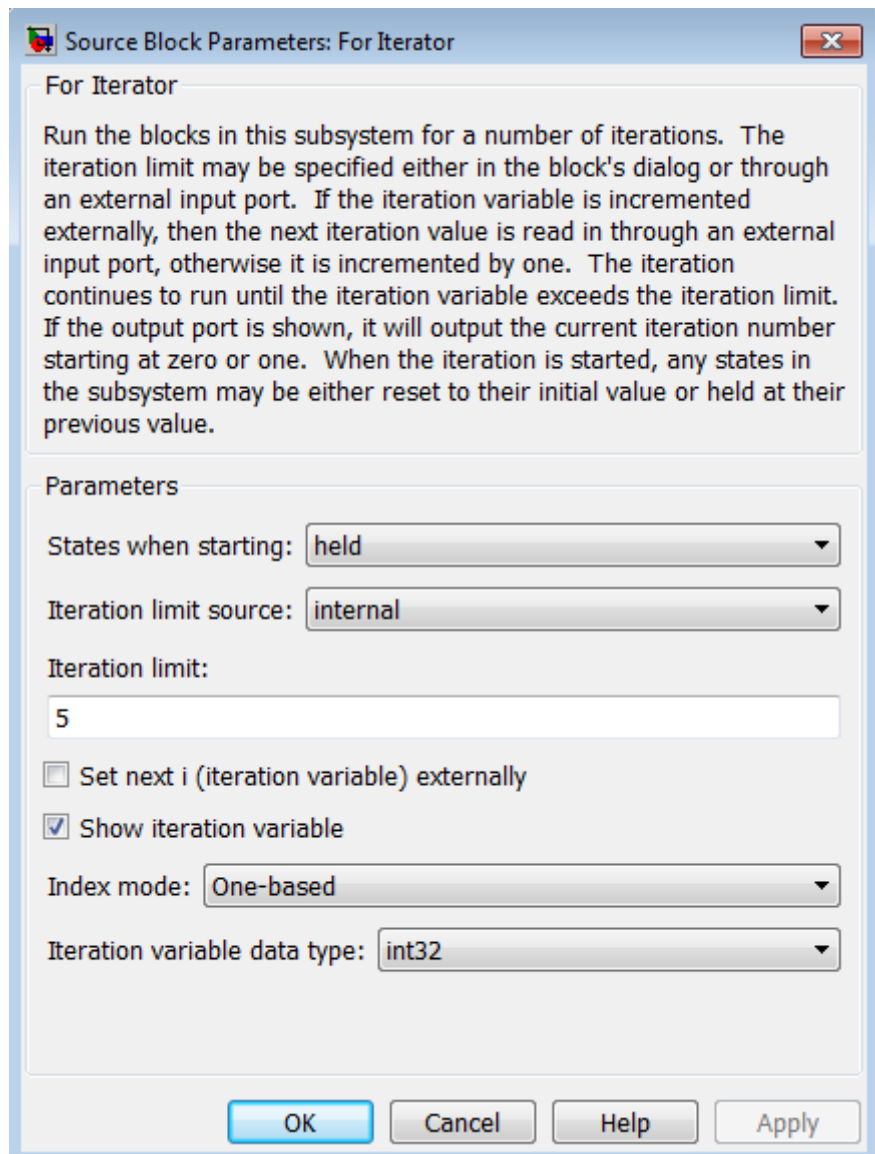 Source Block Parameters: For Iterator
For Iterator
Run the blocks in this subsystem for a number of iterations. The
iteration limit may be specified either in the block's dialog or through
an external input port. If the iteration variable is incremented
externally, then the next iteration value is read in through an external
input port, otherwise it is incremented by one. The iteration
continues to run until the iteration variable exceeds the iteration limit.
If the output port is shown, it will output the current iteration number
starting at zero or one. When the iteration is started, any states in
the subsystem may be either reset to their initial value or held at their
previous value.
Parameters
States when starting: held
Iteration limit source: internal
Iteration limit:
5
Set next i (iteration variable) externally
Show iteration variable
Index mode: One-based
Iteration variable data type: int32
OK Cancel Help Apply